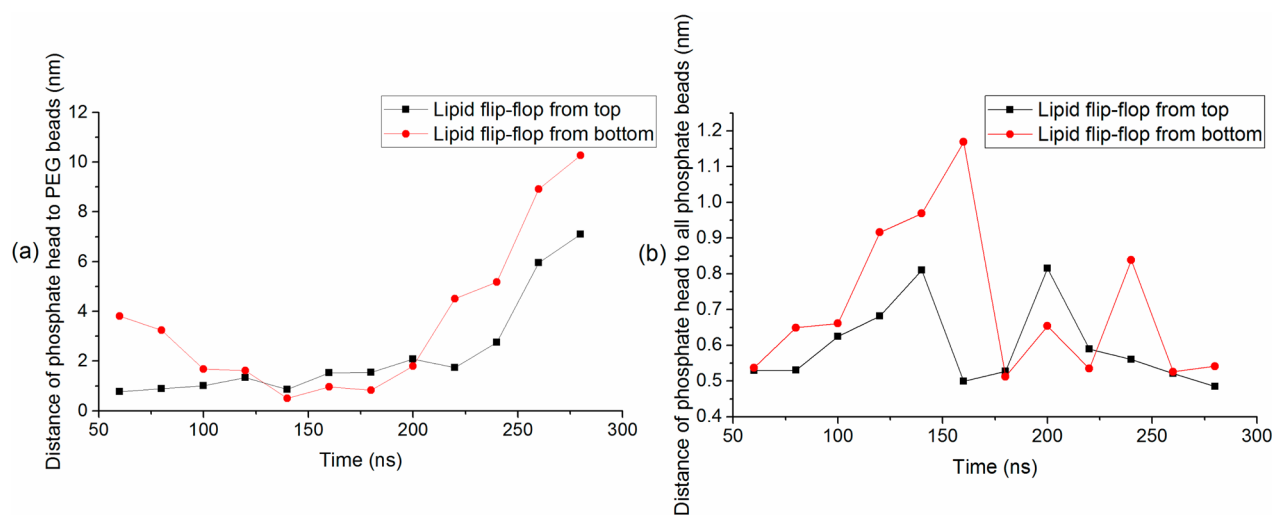 (a)
Distance of phosphate head to PEG beads (nm)
Lipid flip-flop from top
Lipid flip-flop from bottom
12
10
8
6
4
2
0
50
100
150
200
250
300
Time (ns)
(b)
Distance of phosphate head to all phosphate beads (nm)
Lipid flip-flop from top
Lipid flip-flop from bottom
1.2
1.1
1.0
0.9
0.8
0.7
0.6
0.5
0.4
50
100
150
200
250
300
Time (ns)